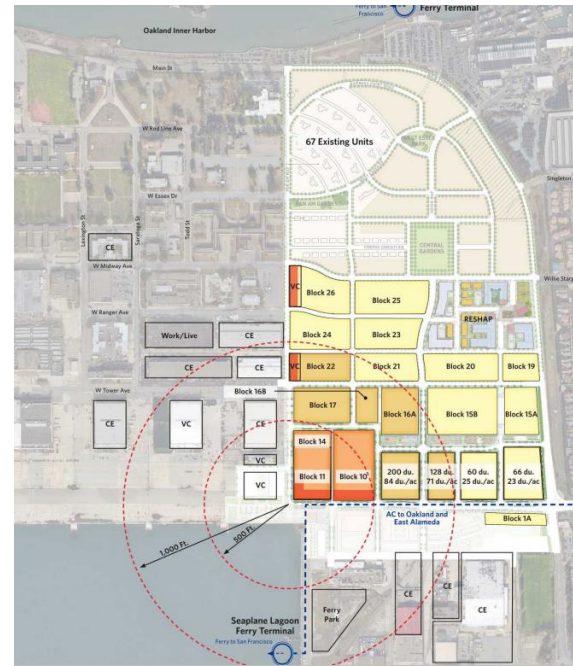 Ferry to San
Francisco
Ferry Terminal
Oakland Inner Harbor
Main St
W Red Line Ave
67 Existing Units
Singleton
W Essex Dr
Lexington St
Saratoga St
Todd St
CENTRAL
GARDENS
CE
W Midway Ave
VC
Block 26
Block 25
RESHAP
W Ranger Ave
Work/Live
CE
Block 24
Block 23
CE
CE
VC
Block 22
Block 21
Block 20
Block 19
W Tower Ave
Block 16B
Block 17
Block 16A
Block 15B
Block 15A
CE
VC
CE
VC
VC
Block 14
Block 11
Block 10
200 du.
84 du./ac
128 du.
71 du./ac
60 du.
25 du./ac
66 du.
23 du./ac
AC to Oakland and
East Alameda
Block 1A
1,000 Ft.
500 Ft.
CE
CE
CE
Ferry
Park
Seaplane Lagoon
Ferry Terminal
Ferry to San Francisco